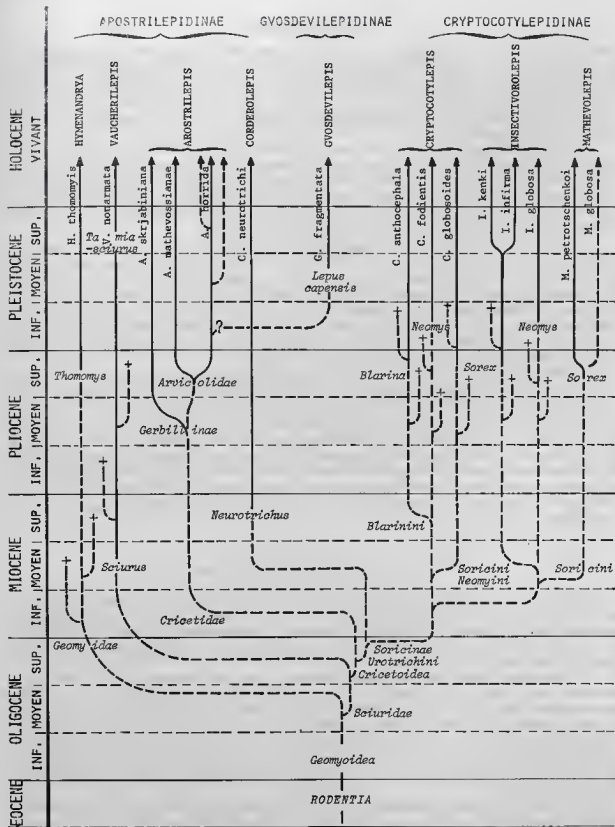 APOSTRILEPIDINAE GVOSDEVILEPIDINAE CRYPTOCOTYLEPIDINAE
HYMENANDRYA
VAUCHERILEPIS
AROSTRILEPIS
CORDEROLEPIS
GVOSDEVILEPIS
CRYPTOCOTYLEPIS
INSECTIVOROLEPIS
MATHEVOLEPIS
HOLOCENE
VIVANT
H. thomomyis
V. nonarmata
A. skrjabiniana
A. mathevossianae
A. horrida
C. neurotrichi
G. fragmentata
C. anthocephala
C. fodientis
C. globosoides
I. kenki
I. infirma
I. globosa
M. petrotschenkoi
M. globosa
Tamia-
sciurus
PLEISTOCENE
INF. MOYEN SUP.
Lepus
capensis
Neomys
Neomys
?
PLIOCENE
INF. MOYEN SUP.
Thomomys
Arvicolidae
Blarina
Sorex
Sorex
Gerbillinae
MIOCENE
INF. MOYEN SUP.
Neurotrichus
Blarinini
Sciurus
Soricini
Neomyini
Soricini
Cricetidae
OLIGOCENE
INF. MOYEN SUP.
Geomyidae
Soricinae
Urotrichini
Cricetoidea
Sciuridae
Geomyoidea
EOCENE
RODENTIA